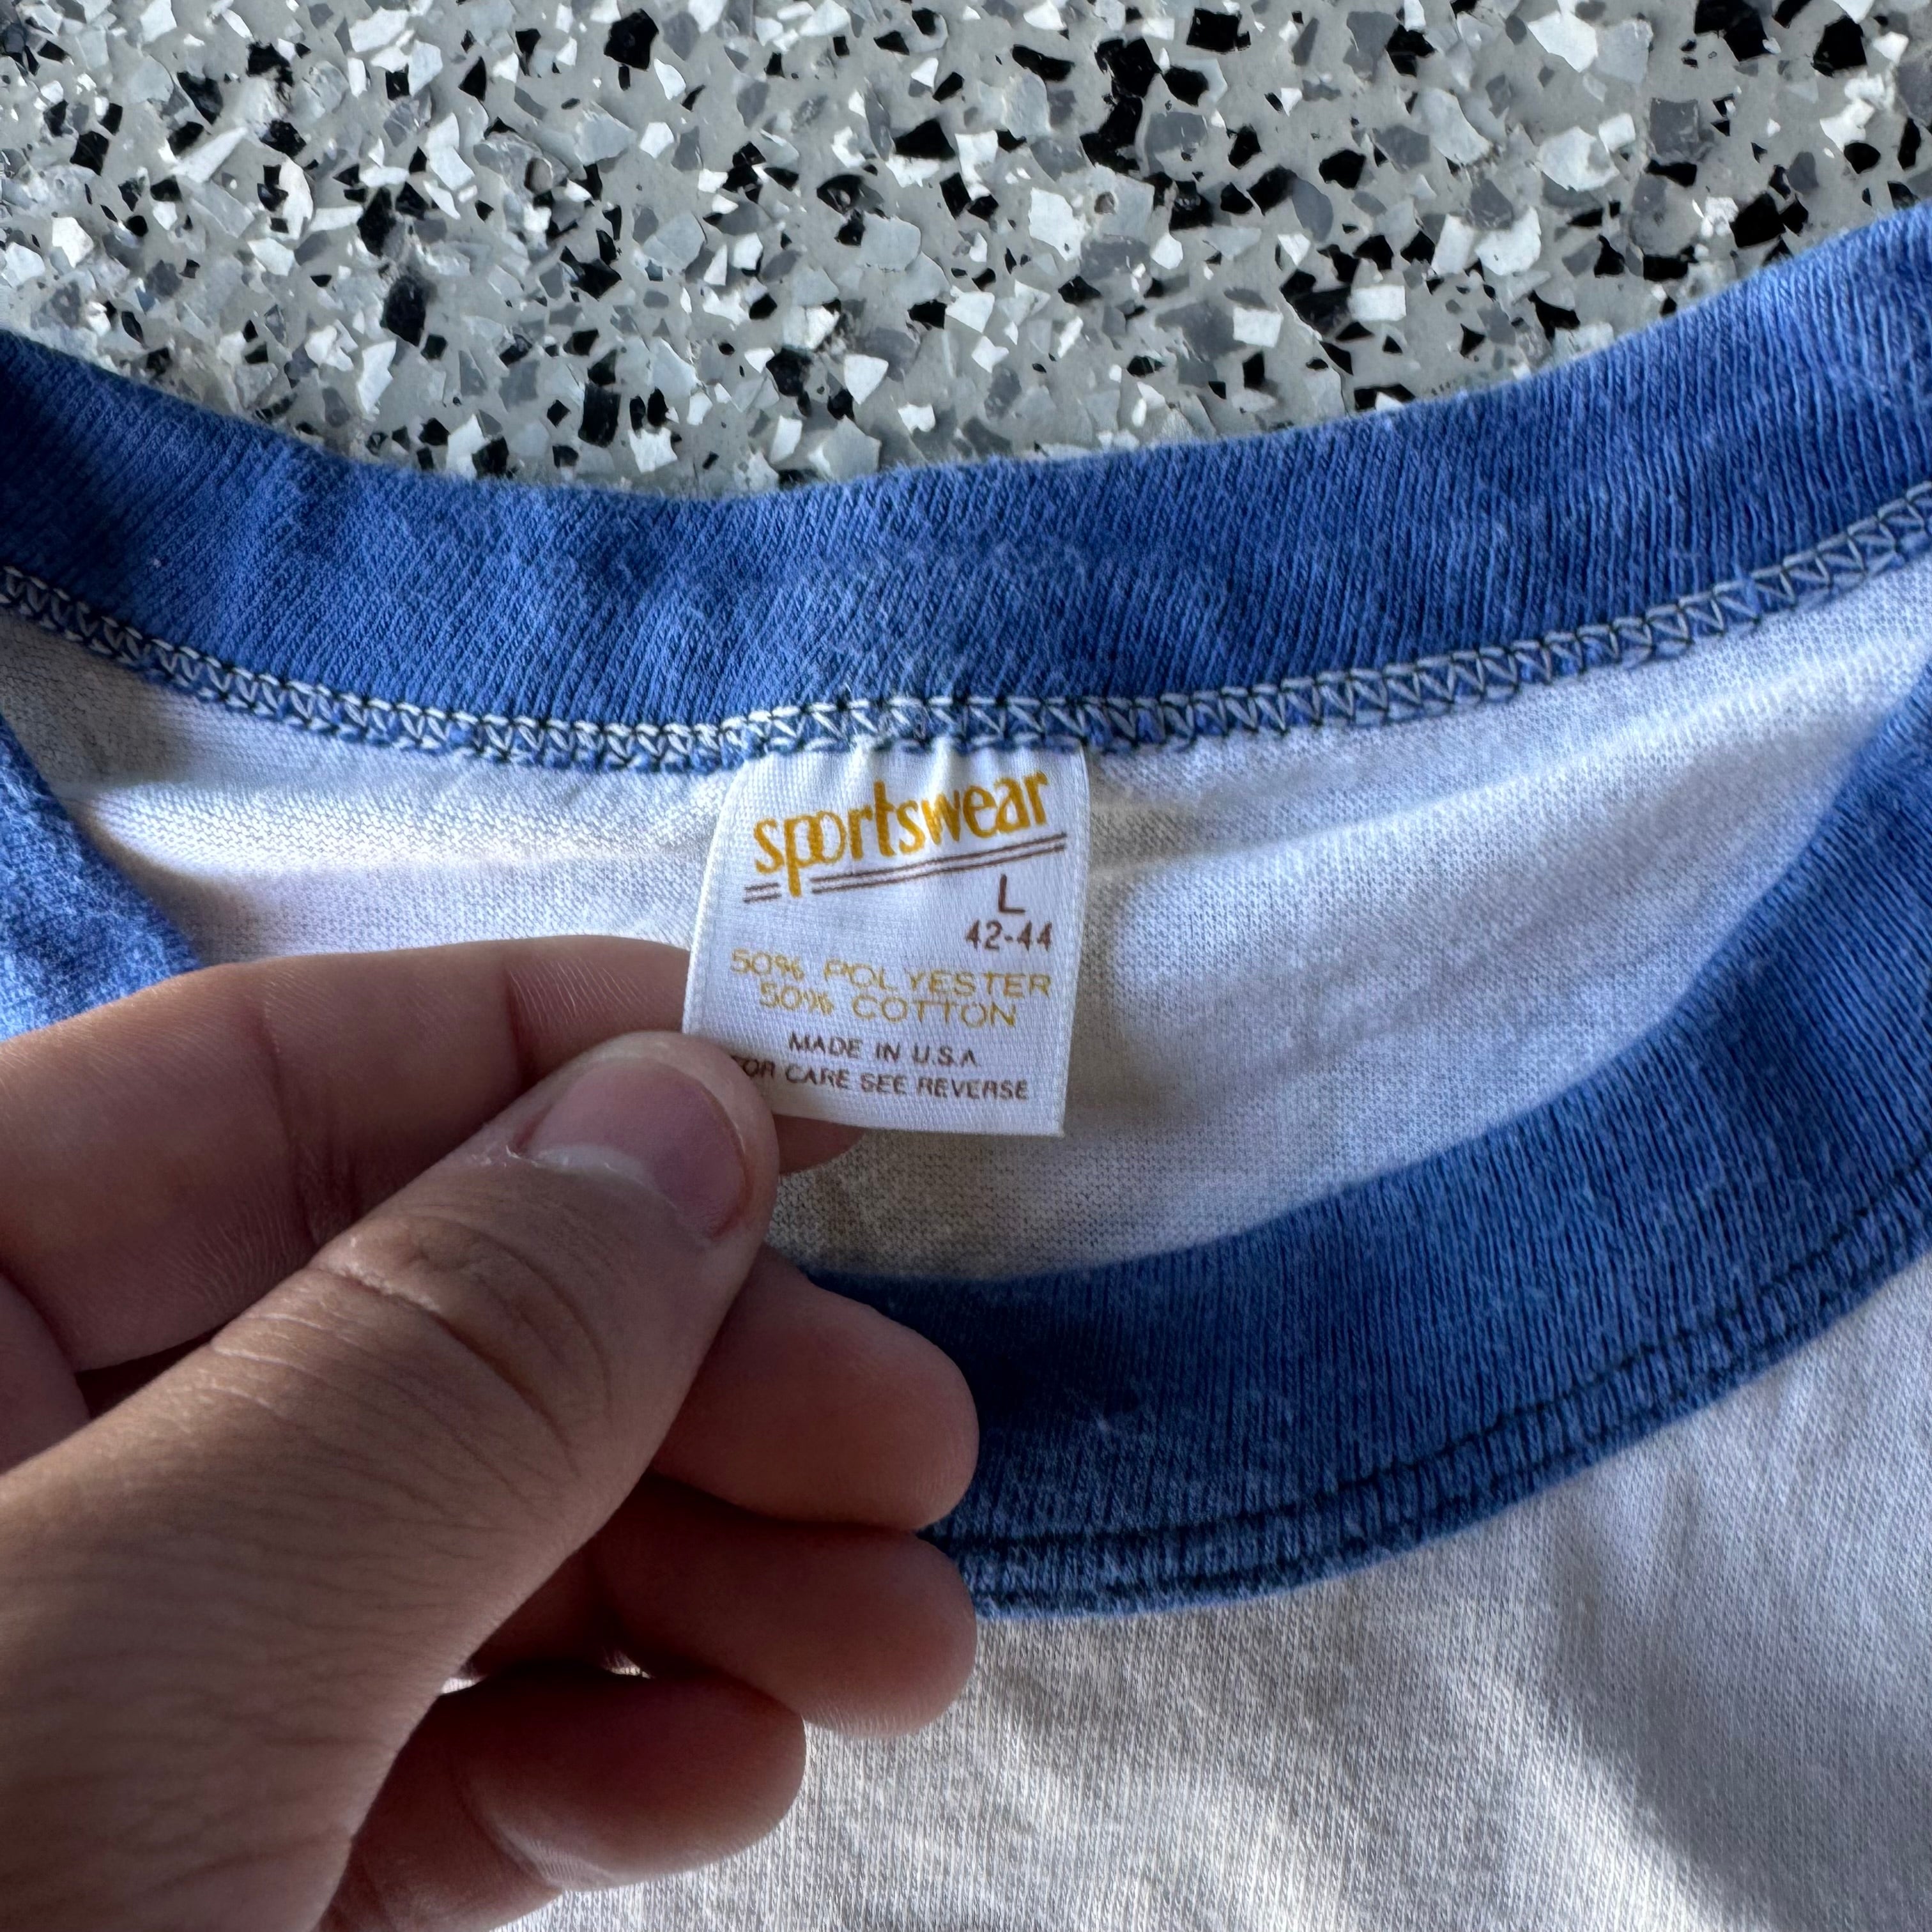 sportswear
L
42-44
50% POLYESTER
50% COTTON
MADE IN U.S.A
FOR CARE SEE REVERSE